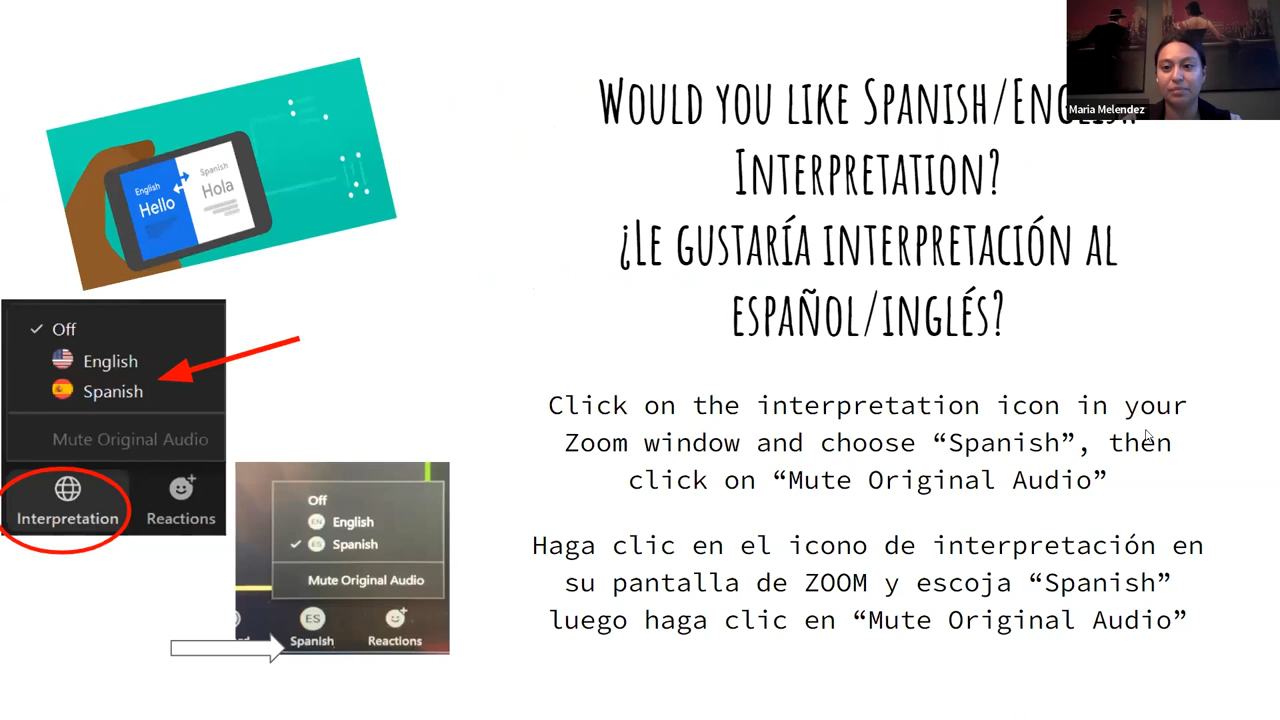 WOULD YOU LIKE SPANISH/ENGLISH
INTERPRETATION?
¿LE GUSTARÍA INTERPRETACIÓN AL
ESPAÑOL/INGLÉS?
Maria Melendez
English
Hello
Spanish
Hola
Off
English
Spanish
Mute Original Audio
Interpretation
Reactions
Off
EN English
ES Spanish
Mute Original Audio
ES
Spanish
Reactions
Click on the interpretation icon in your
Zoom window and choose “Spanish”, then
click on “Mute Original Audio”
Haga clic en el icono de interpretación en
su pantalla de ZOOM y escoja “Spanish”
luego haga clic en “Mute Original Audio”